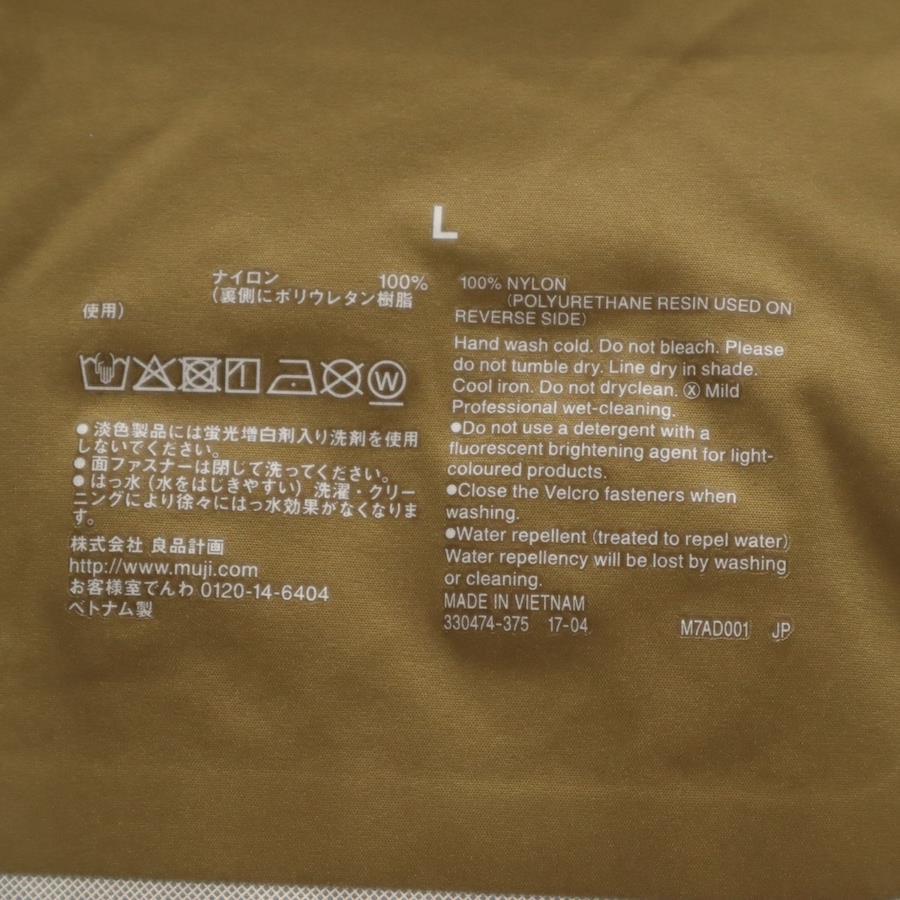 L
ナイロン 100%
(裏側にポリウレタン樹脂
使用)
W
● 淡色製品には蛍光増白剤入り洗剤を使用
しないでください。
● 面ファスナーは閉じて洗ってください。
● はっ水 (水をはじきやすい) 洗濯・クリー
ニングにより徐々にはっ水効果がなくなりま
す。
株式会社 良品計画
http://www.muji.com
お客様室でんわ 0120-14-6404
ベトナム製
100% NYLON
(POLYURETHANE RESIN USED ON
REVERSE SIDE)
Hand wash cold. Do not bleach. Please
do not tumble dry. Line dry in shade.
Cool iron. Do not dryclean. Ⓧ Mild
Professional wet-cleaning.
●Do not use a detergent with a
fluorescent brightening agent for light-
coloured products.
●Close the Velcro fasteners when
washing.
●Water repellent (treated to repel water)
Water repellency will be lost by washing
or cleaning.
MADE IN VIETNAM
330474-375 17-04 M7AD001 JP